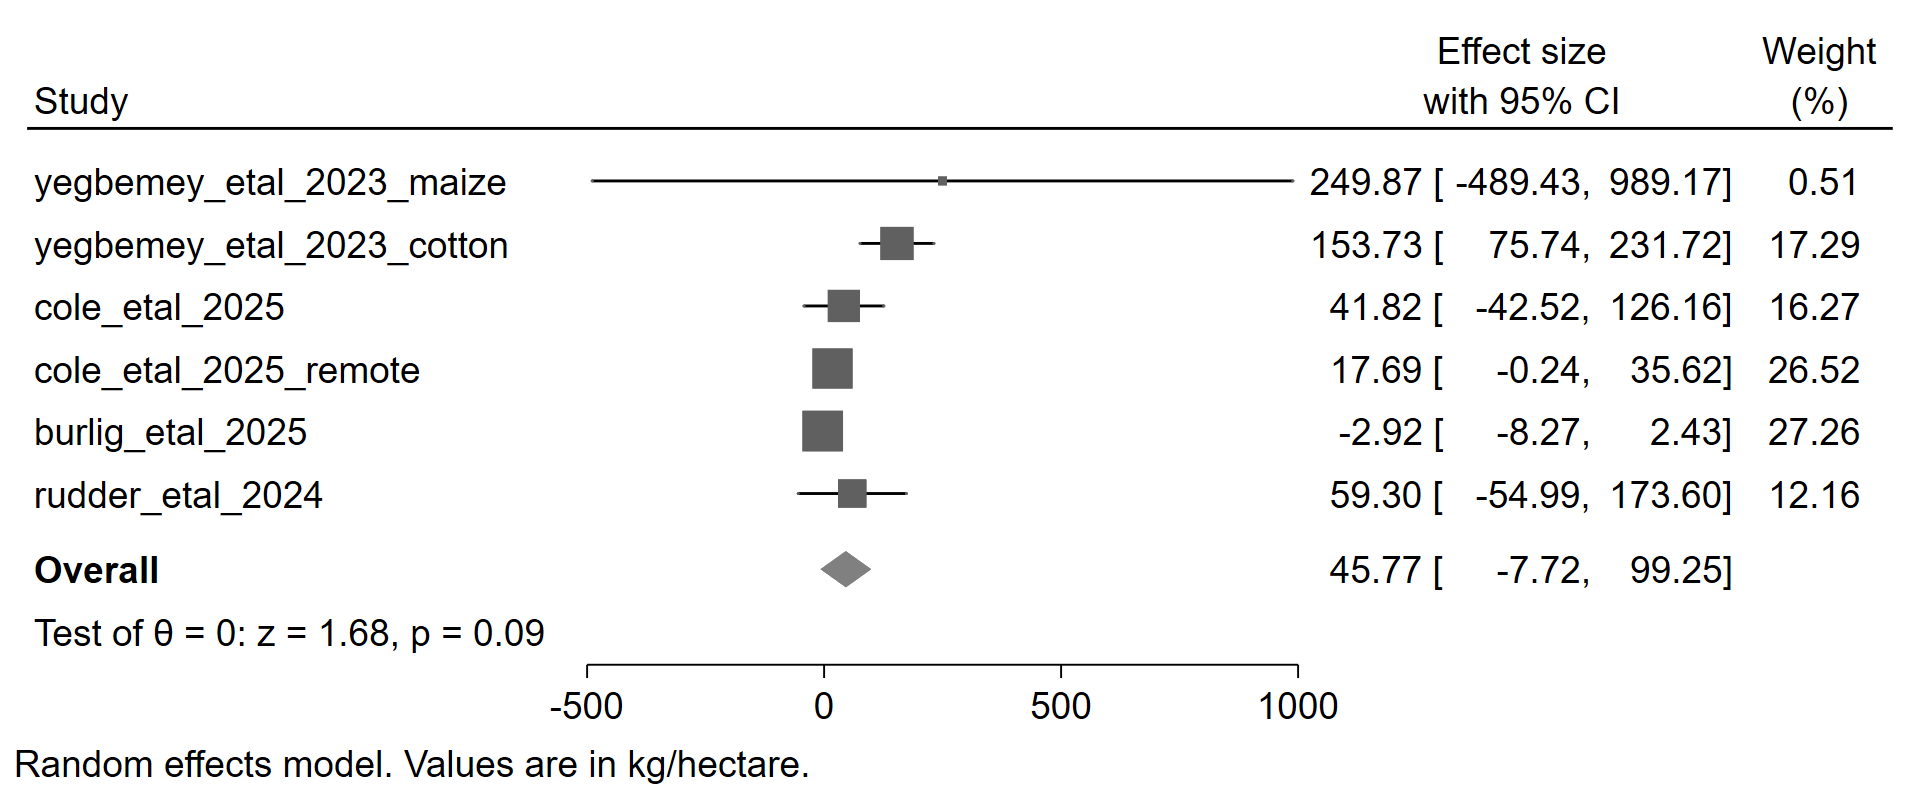 Effect size Weight
Study with 95% CI (%)
yegbemey_etal_2023_maize 249.87 [ -489.43, 989.17] 0.51
yegbemey_etal_2023_cotton 153.73 [ 75.74, 231.72] 17.29
cole_etal_2025 41.82 [ -42.52, 126.16] 16.27
cole_etal_2025_remote 17.69 [ -0.24, 35.62] 26.52
burlig_etal_2025 -2.92 [ -8.27, 2.43] 27.26
rudder_etal_2024 59.30 [ -54.99, 173.60] 12.16
Overall 45.77 [ -7.72, 99.25]
Test of θ = 0: z = 1.68, p = 0.09
-500 0 500 1000
Random effects model. Values are in kg/hectare.